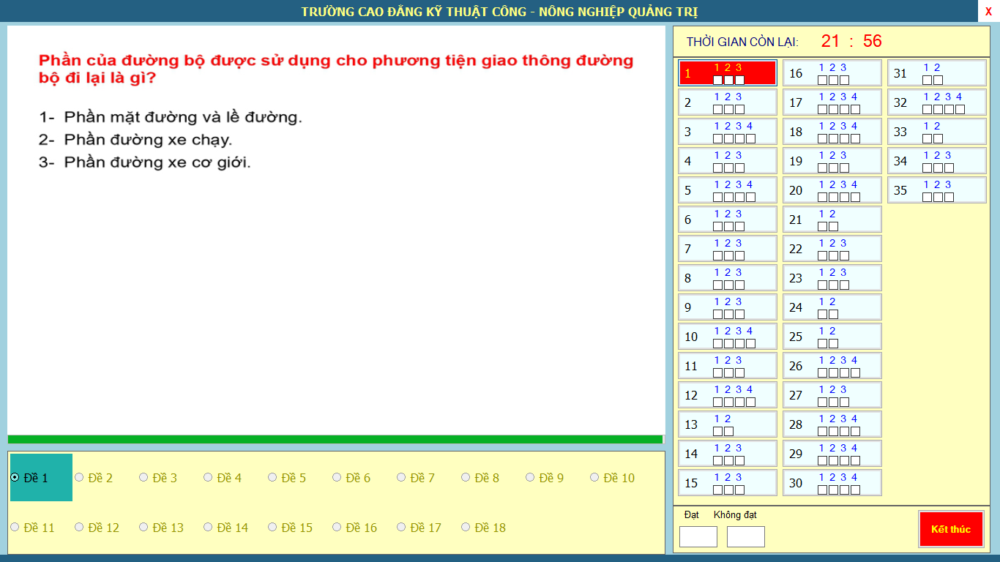 TRƯỜNG CAO ĐẲNG KỸ THUẬT CÔNG - NÔNG NGHIỆP QUẢNG TRỊ
X
Phần của đường bộ được sử dụng cho phương tiện giao thông đường
bộ đi lại là gì?
1- Phần mặt đường và lề đường.
2- Phần đường xe chạy.
3- Phần đường xe cơ giới.
Đề 1 Đề 2 Đề 3 Đề 4 Đề 5 Đề 6 Đề 7 Đề 8 Đề 9 Đề 10
Đề 11 Đề 12 Đề 13 Đề 14 Đề 15 Đề 16 Đề 17 Đề 18
THỜI GIAN CÒN LẠI: 21 : 56
1 1 2 3
2 1 2 3
3 1 2 3 4
4 1 2 3
5 1 2 3 4
6 1 2 3
7 1 2 3
8 1 2 3
9 1 2 3
10 1 2 3 4
11 1 2 3
12 1 2 3 4
13 1 2
14 1 2 3
15 1 2 3
16 1 2 3
17 1 2 3 4
18 1 2 3 4
19 1 2 3
20 1 2 3 4
21 1 2
22 1 2 3
23 1 2 3
24 1 2
25 1 2
26 1 2 3 4
27 1 2 3
28 1 2 3 4
29 1 2 3 4
30 1 2 3 4
31 1 2
32 1 2 3 4
33 1 2
34 1 2 3
35 1 2 3
Đạt Không đạt
Kết thúc